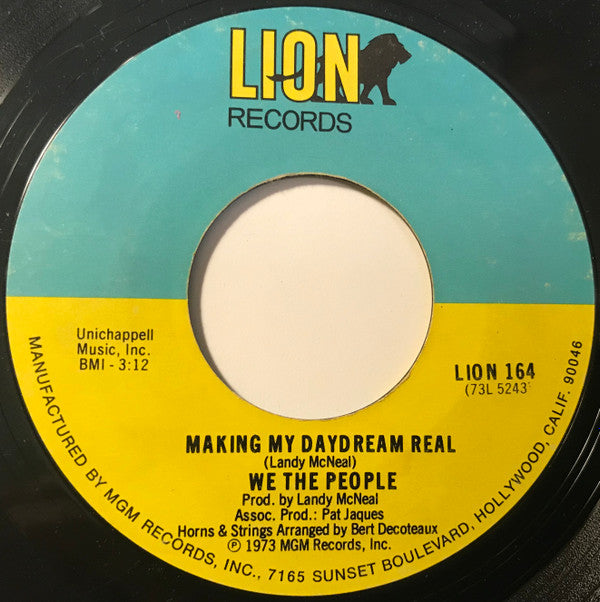 LION
RECORDS
Unichappell
Music, Inc.
BMI - 3:12
LION 164
(73L 5243
MAKING MY DAYDREAM REAL
(Landy McNeal)
WE THE PEOPLE
Prod. by Landy McNeal
Assoc. Prod.: Pat Jaques
Horns & Strings Arranged by Bert Decoteaux
℗ 1973 MGM Records, Inc.
MANUFACTURED BY MGM RECORDS, INC., 7165 SUNSET BOULEVARD, HOLLYWOOD, CALIF. 90046